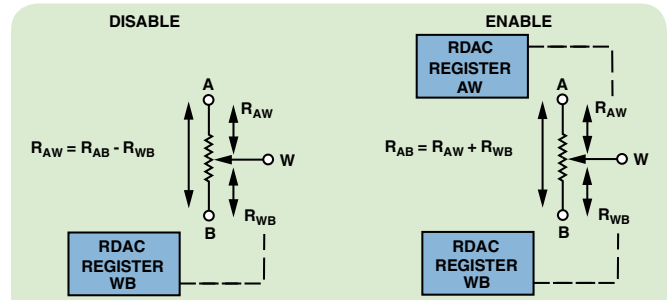 DISABLE
A
R_AW
R_AW = R_AB - R_WB
W
R_WB
B
RDAC
REGISTER
WB
ENABLE
RDAC
REGISTER
AW
A
R_AW
R_AB = R_AW + R_WB
W
R_WB
B
RDAC
REGISTER
WB